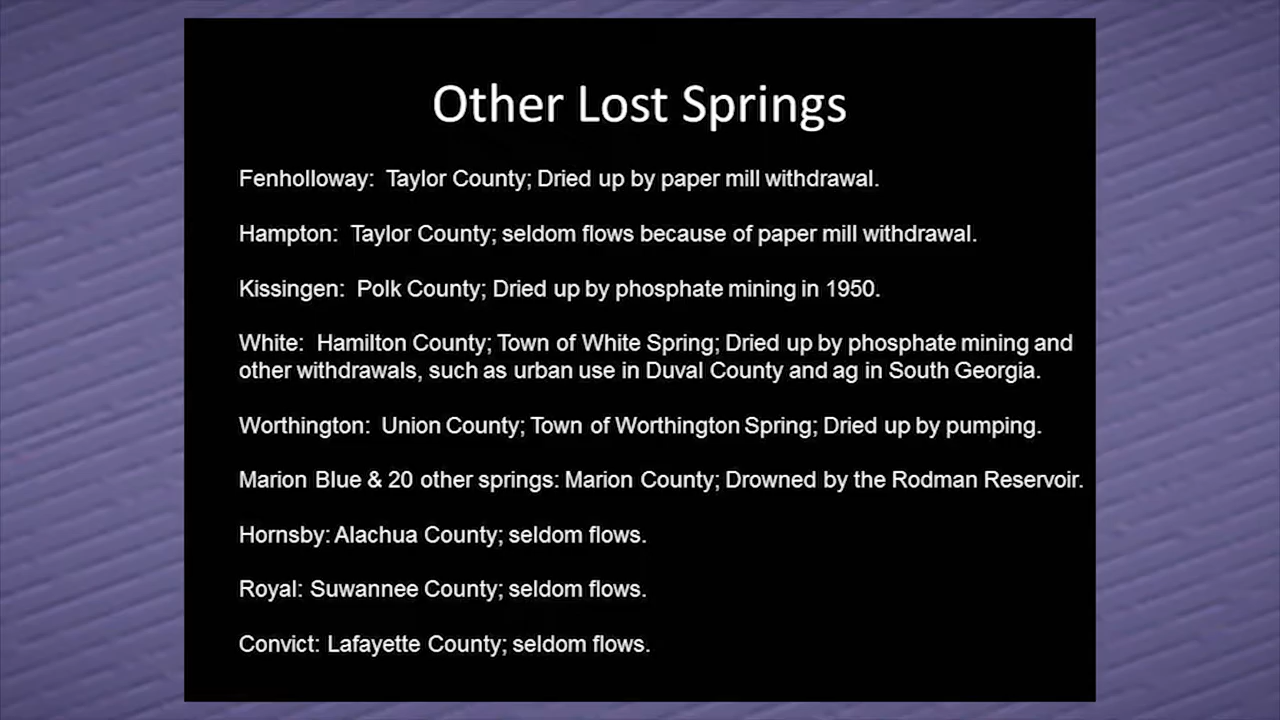 Other Lost Springs
Fenholloway: Taylor County; Dried up by paper mill withdrawal.
Hampton: Taylor County; seldom flows because of paper mill withdrawal.
Kissingen: Polk County; Dried up by phosphate mining in 1950.
White: Hamilton County; Town of White Spring; Dried up by phosphate mining and
other withdrawals, such as urban use in Duval County and ag in South Georgia.
Worthington: Union County; Town of Worthington Spring; Dried up by pumping.
Marion Blue & 20 other springs: Marion County; Drowned by the Rodman Reservoir.
Hornsby: Alachua County; seldom flows.
Royal: Suwannee County; seldom flows.
Convict: Lafayette County; seldom flows.